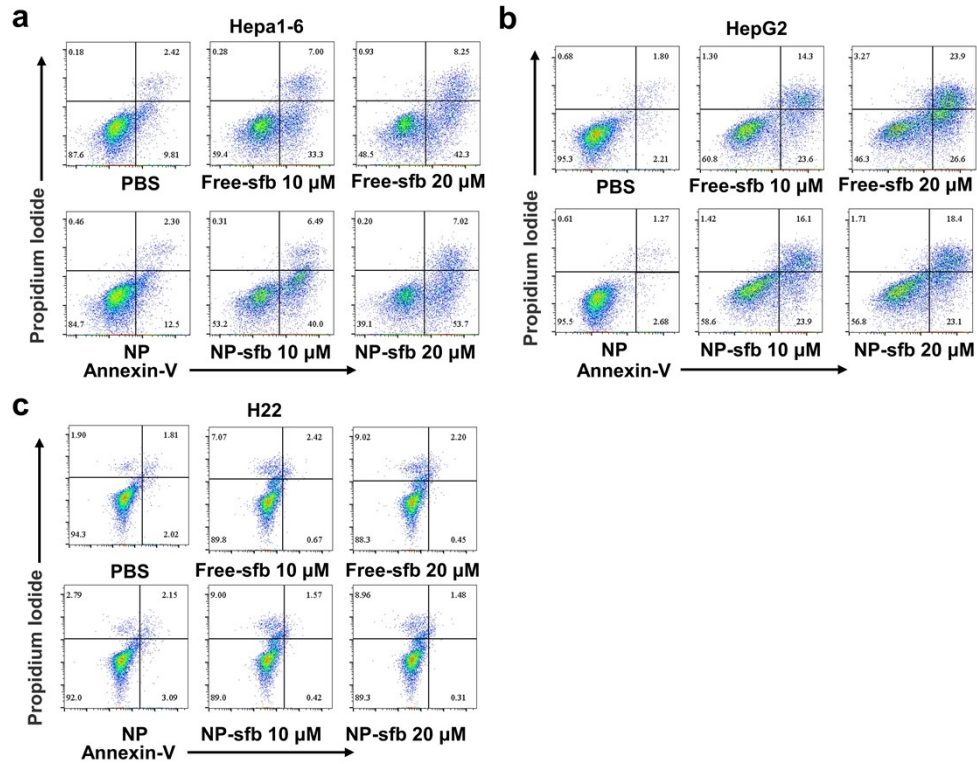 a
Hepa1-6
Propidium Iodide
0.18 2.42 0.28 7.00 0.93 8.25
87.6 9.81 59.4 33.3 48.5 42.3
PBS Free-sfb 10 μM Free-sfb 20 μM
0.46 2.30 0.31 6.49 0.20 7.02
84.7 12.5 53.2 40.0 39.1 53.7
NP NP-sfb 10 μM NP-sfb 20 μM
Annexin-V
b
HepG2
Propidium Iodide
0.68 1.80 1.30 14.3 3.27 23.9
95.3 2.21 60.8 23.6 46.3 26.6
PBS Free-sfb 10 μM Free-sfb 20 μM
0.61 1.27 1.42 16.1 1.71 18.4
95.5 2.68 58.6 23.9 56.8 23.1
NP NP-sfb 10 μM NP-sfb 20 μM
Annexin-V
c
H22
Propidium Iodide
1.90 1.81 7.07 2.42 9.02 2.20
94.3 2.02 89.8 0.67 88.3 0.45
PBS Free-sfb 10 μM Free-sfb 20 μM
2.79 2.15 9.00 1.57 8.96 1.48
92.0 3.09 89.0 0.42 89.3 0.31
NP NP-sfb 10 μM NP-sfb 20 μM
Annexin-V